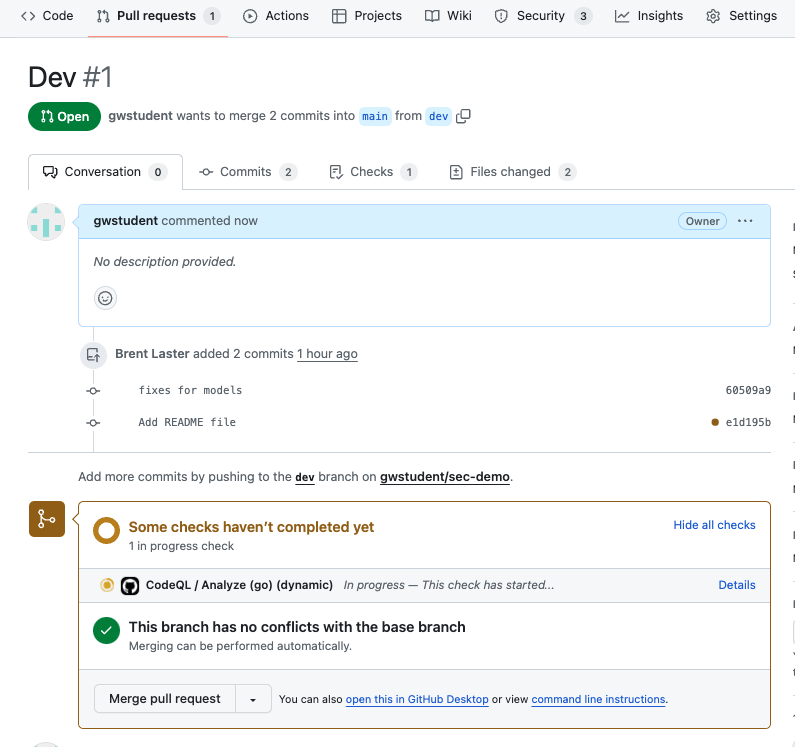 Code Pull requests 1 Actions Projects Wiki Security 3 Insights Settings
Dev #1
Open gwstudent wants to merge 2 commits into main from dev
Conversation 0 Commits 2 Checks 1 Files changed 2
gwstudent commented now Owner ...
No description provided.
Brent Laster added 2 commits 1 hour ago
fixes for models 60509a9
Add README file e1d195b
Add more commits by pushing to the dev branch on gwstudent/sec-demo.
Some checks haven’t completed yet Hide all checks
1 in progress check
CodeQL / Analyze (go) (dynamic) In progress — This check has started... Details
This branch has no conflicts with the base branch
Merging can be performed automatically.
Merge pull request You can also open this in GitHub Desktop or view command line instructions.